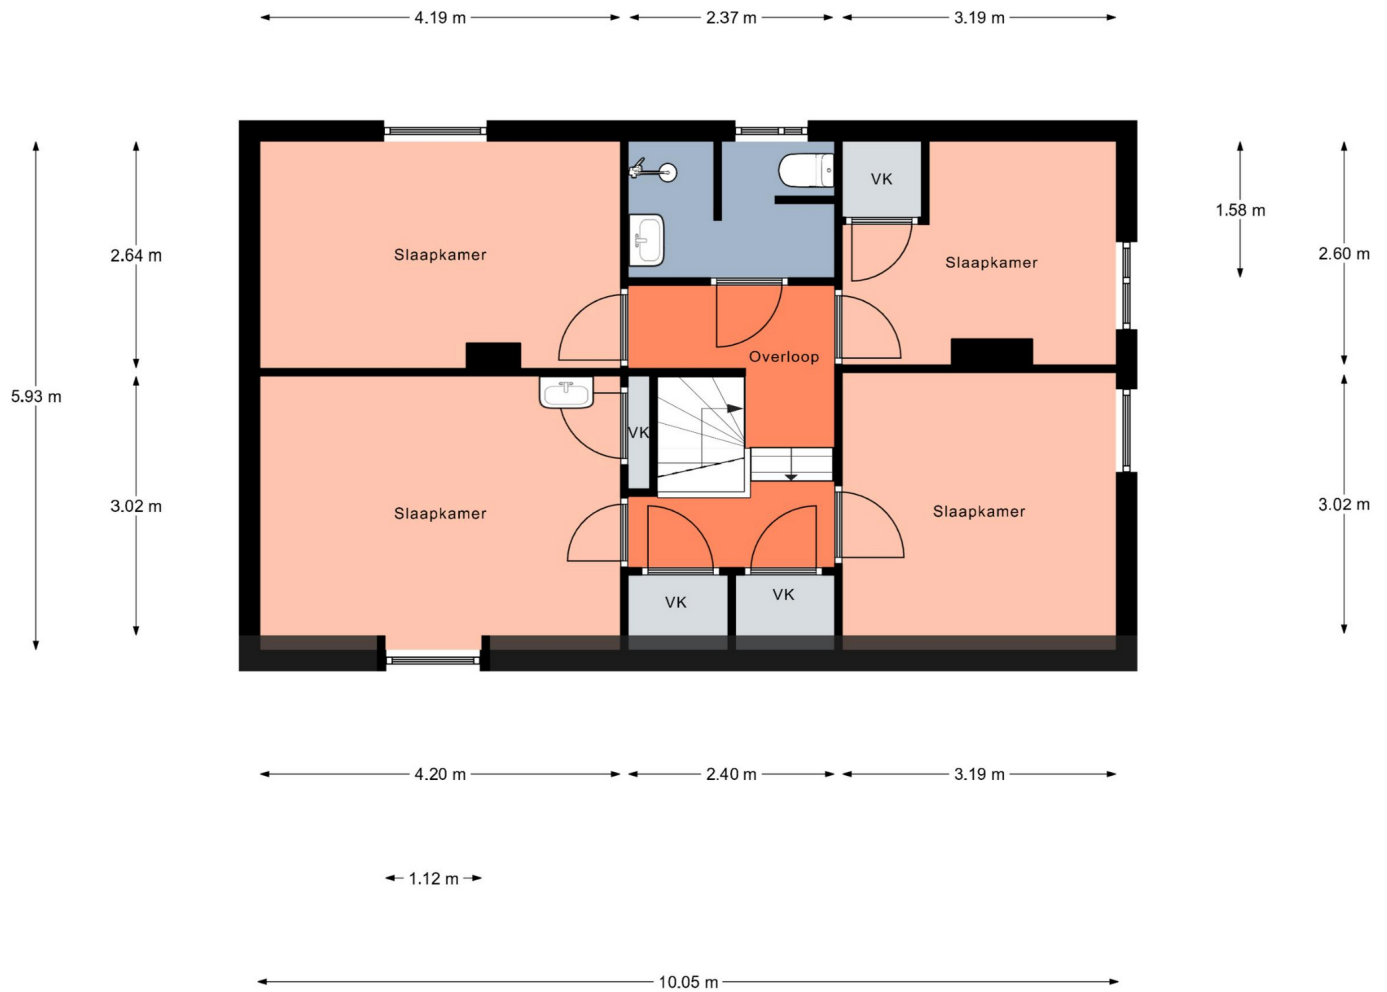 4.19 m
2.37 m
3.19 m
VK
1.58 m
2.64 m
Slaapkamer
Slaapkamer
2.60 m
Overloop
5.93 m
VK
3.02 m
Slaapkamer
Slaapkamer
3.02 m
VK
VK
4.20 m
2.40 m
3.19 m
1.12 m
10.05 m